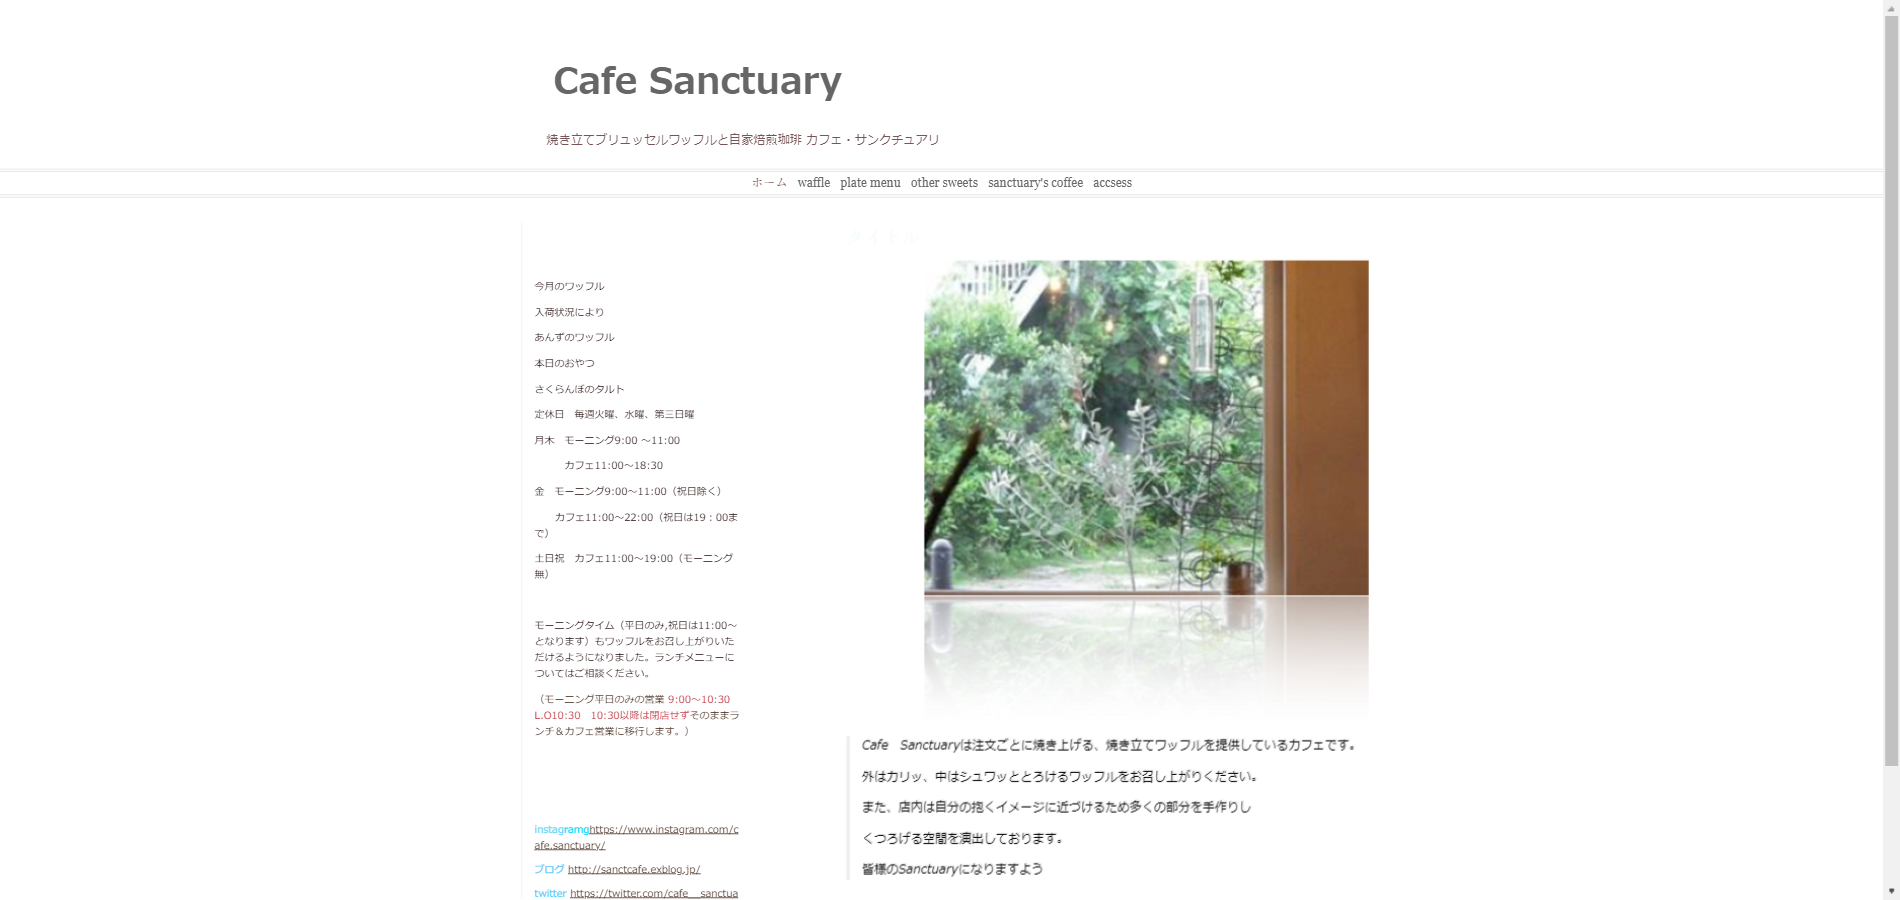 Cafe Sanctuary
焼き立てブリュッセルワッフルと自家焙煎珈琲 カフェ・サンクチュアリ
ホーム waffle plate menu other sweets sanctuary's coffee accsess
タイトル
今月のワッフル
入荷状況により
あんずのワッフル
本日のおやつ
さくらんぼのタルト
定休日　毎週火曜、水曜、第三日曜
月木　モーニング9:00 ～11:00
カフェ11:00～18:30
金　モーニング9:00～11:00（祝日除く）
カフェ11:00～22:00（祝日は19：00ま
で）
土日祝　カフェ11:00～19:00（モーニング
無）
モーニングタイム（平日のみ,祝日は11:00～
となります）もワッフルをお召し上がりいた
だけるようになりました。ランチメニューに
ついてはご相談ください。
（モーニング平日のみの営業 9:00～10:30
L.O10:30　10:30以降は閉店せずそのままラ
ンチ＆カフェ営業に移行します。）
instagramghttps://www.instagram.com/c
afe.sanctuary/
ブログ http://sanctcafe.exblog.jp/
twitter https://twitter.com/cafe__sanctua
Cafe　Sanctuaryは注文ごとに焼き上げる、焼き立てワッフルを提供しているカフェです。
外はカリッ、中はシュワッととろけるワッフルをお召し上がりください。
また、店内は自分の抱くイメージに近づけるため多くの部分を手作りし
くつろげる空間を演出しております。
皆様のSanctuaryになりますよう